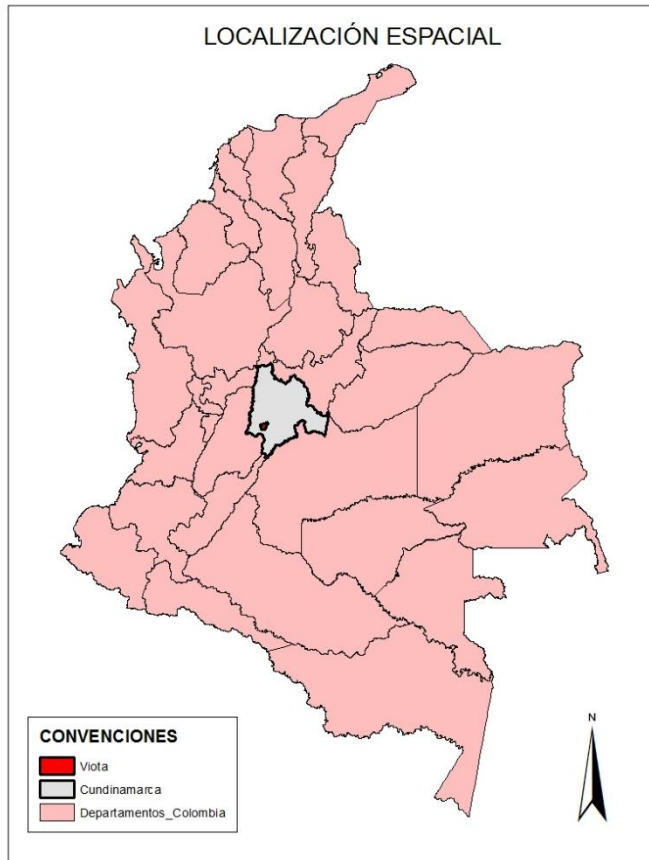 LOCALIZACIÓN ESPACIAL
N
CONVENCIONES
Viota
Cundinamarca
Departamentos_Colombia